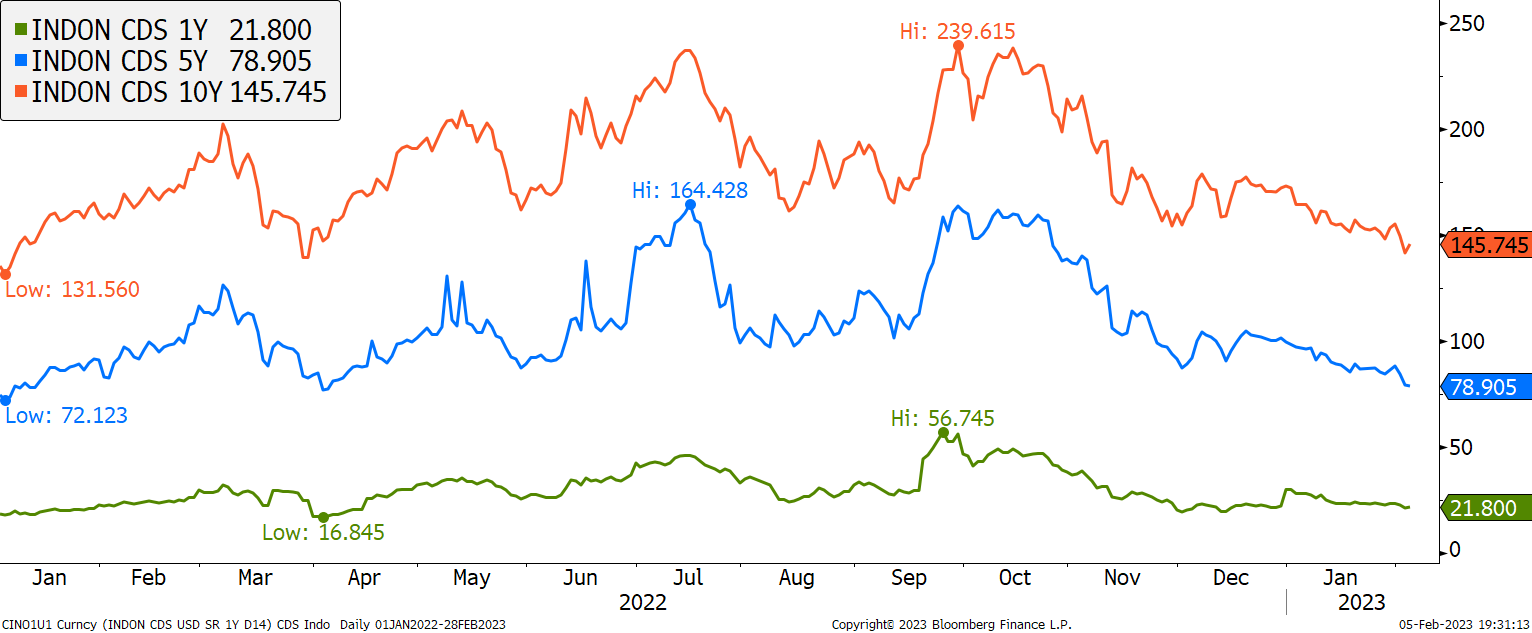 INDON CDS 1Y 21.800
INDON CDS 5Y 78.905
INDON CDS 10Y 145.745
Hi: 239.615
Hi: 164.428
Low: 131.560
Low: 72.123
Hi: 56.745
Low: 16.845
250
200
150
145.745
100
78.905
50
21.800
0
Jan Feb Mar Apr May Jun Jul Aug Sep Oct Nov Dec Jan
2022 2023
CINO1U1 Curncy (INDON CDS USD SR 1Y D14) CDS Indo Daily 01JAN2022-28FEB2023 Copyright© 2023 Bloomberg Finance L.P. 05-Feb-2023 19:31:13